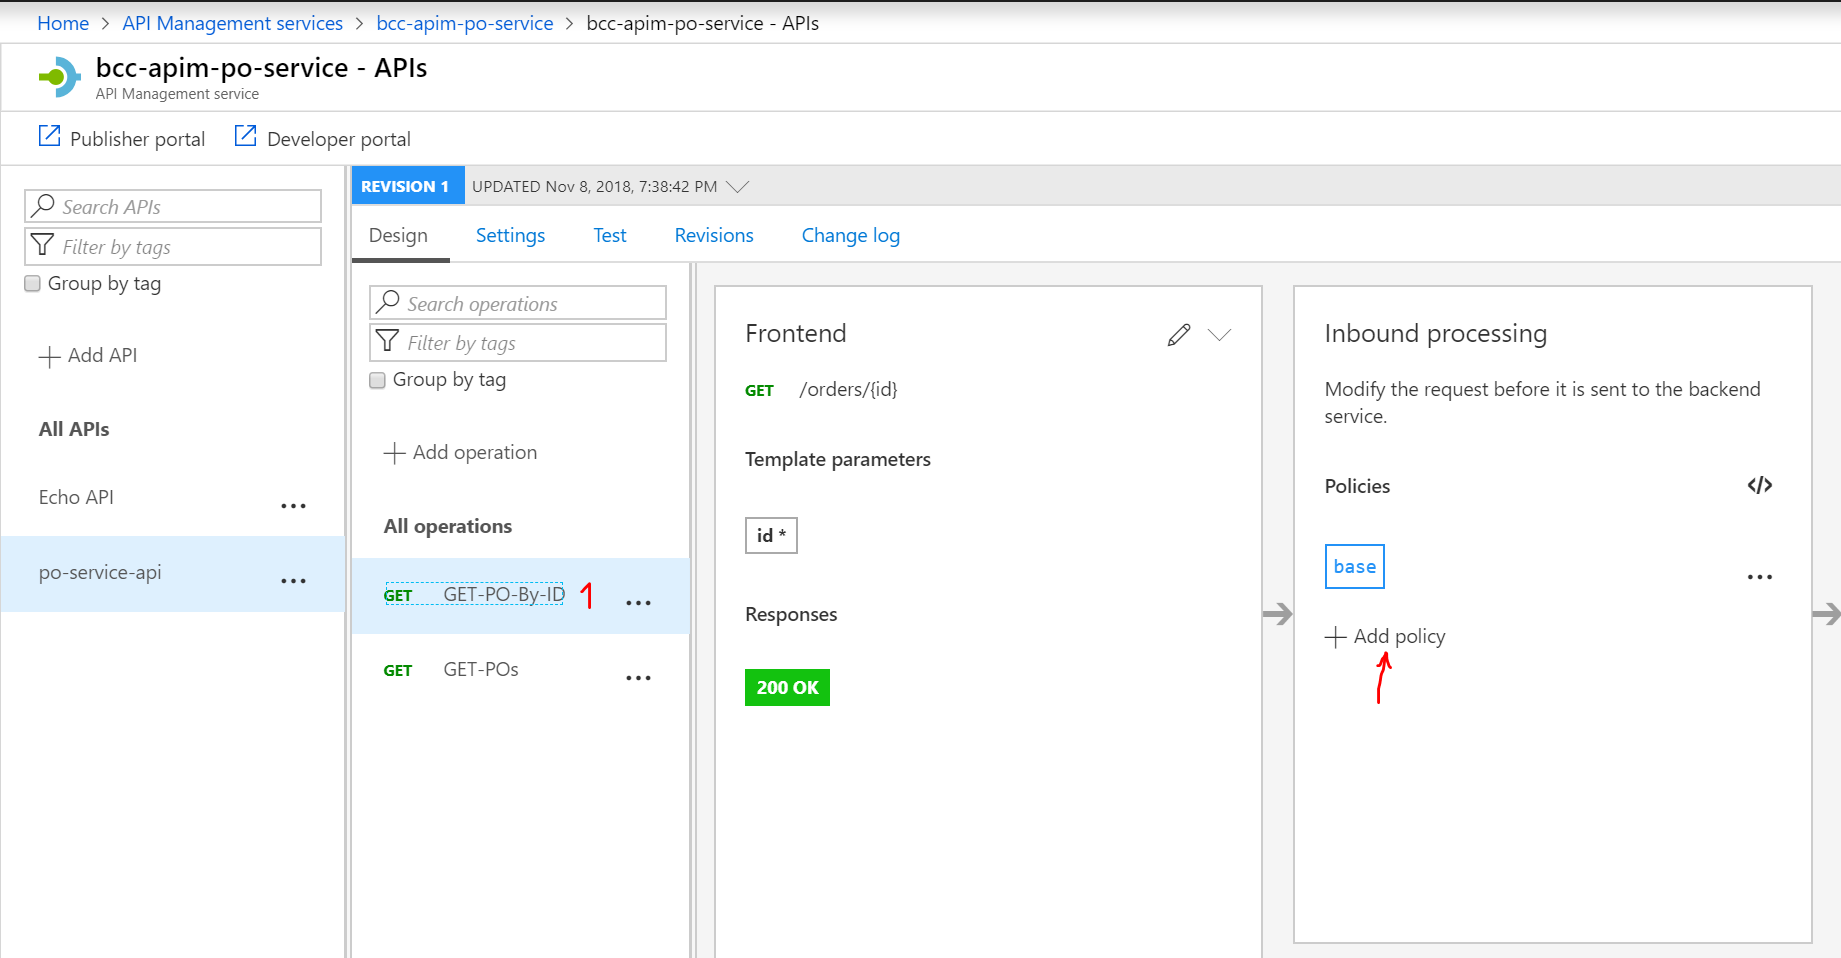 Home > API Management services > bcc-apim-po-service > bcc-apim-po-service - APIs
bcc-apim-po-service - APIs
API Management service
Publisher portal Developer portal
Search APIs
Filter by tags
Group by tag
+ Add API
All APIs
Echo API ...
po-service-api ...
REVISION 1 UPDATED Nov 8, 2018, 7:38:42 PM
Design Settings Test Revisions Change log
Search operations
Filter by tags
Group by tag
+ Add operation
All operations
GET GET-PO-By-ID 1 ...
GET GET-POs ...
Frontend
GET /orders/{id}
Template parameters
id *
Responses
200 OK
Inbound processing
Modify the request before it is sent to the backend
service.
Policies </>
base ...
+ Add policy